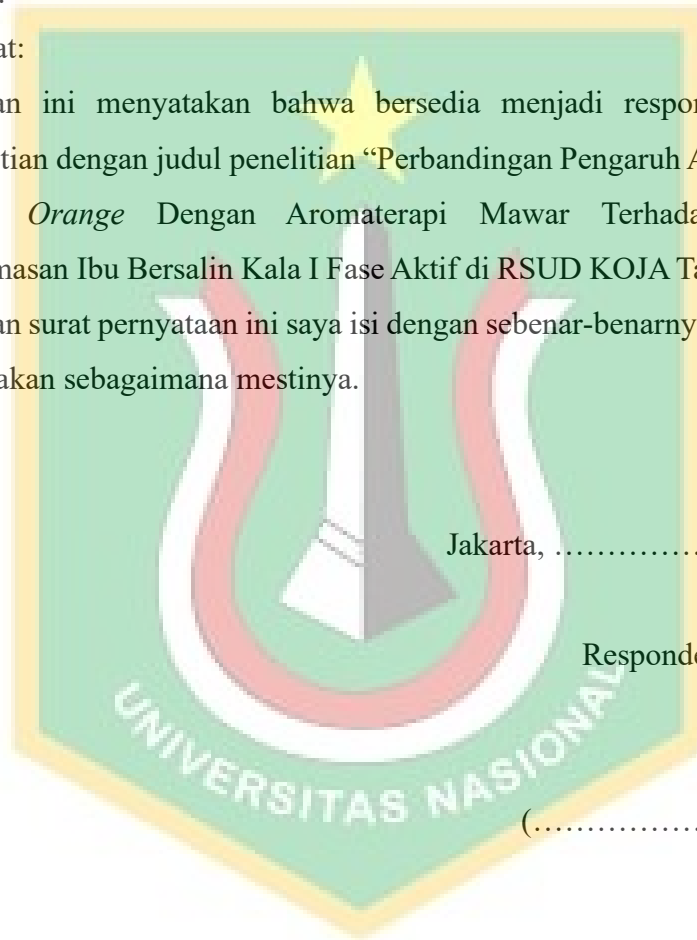 at:
an ini menyatakan bahwa bersedia menjadi respon
tian dengan judul penelitian “Perbandingan Pengaruh A
Orange Dengan Aromaterapi Mawar Terhada
masan Ibu Bersalin Kala I Fase Aktif di RSUD KOJA Ta
an surat pernyataan ini saya isi dengan sebenar-benarny
akan sebagaimana mestinya.
Jakarta, ................
Responde
(................
UNIVERSITAS NASIONAL